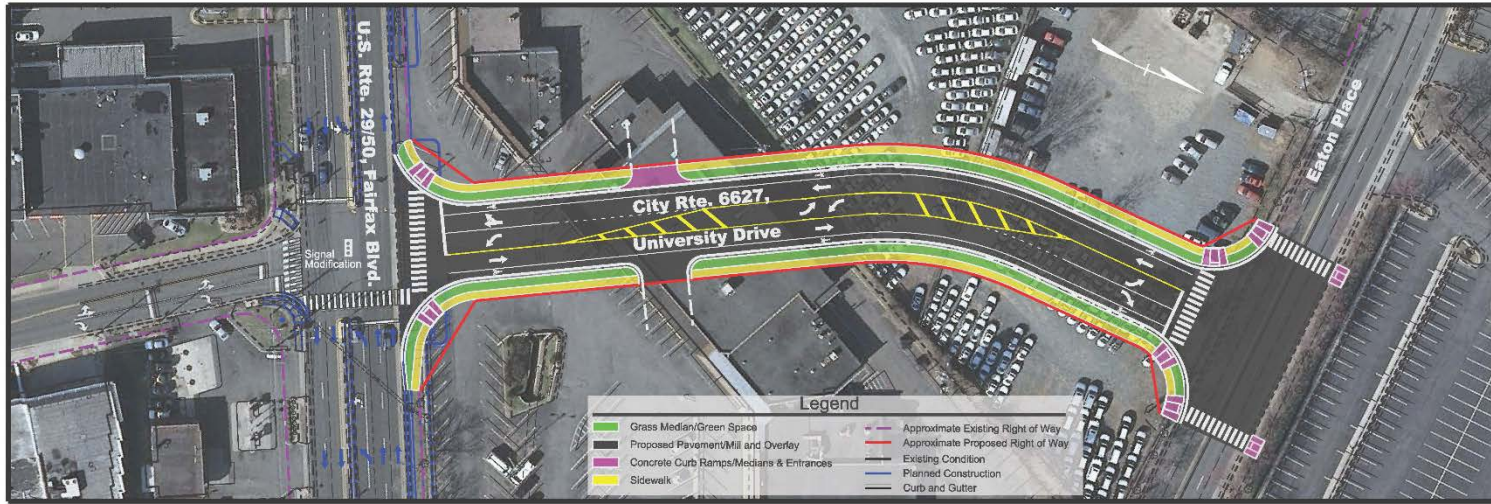 U.S. Rte. 29/50, Fairfax Blvd.
Signal
Modification
City Rte. 6627,
University Drive
Eaton Place
Legend
Grass Median/Green Space
Proposed Pavement/Mill and Overlay
Concrete Curb Ramps/Medians & Entrances
Sidewalk
Approximate Existing Right of Way
Approximate Proposed Right of Way
Existing Condition
Planned Construction
Curb and Gutter